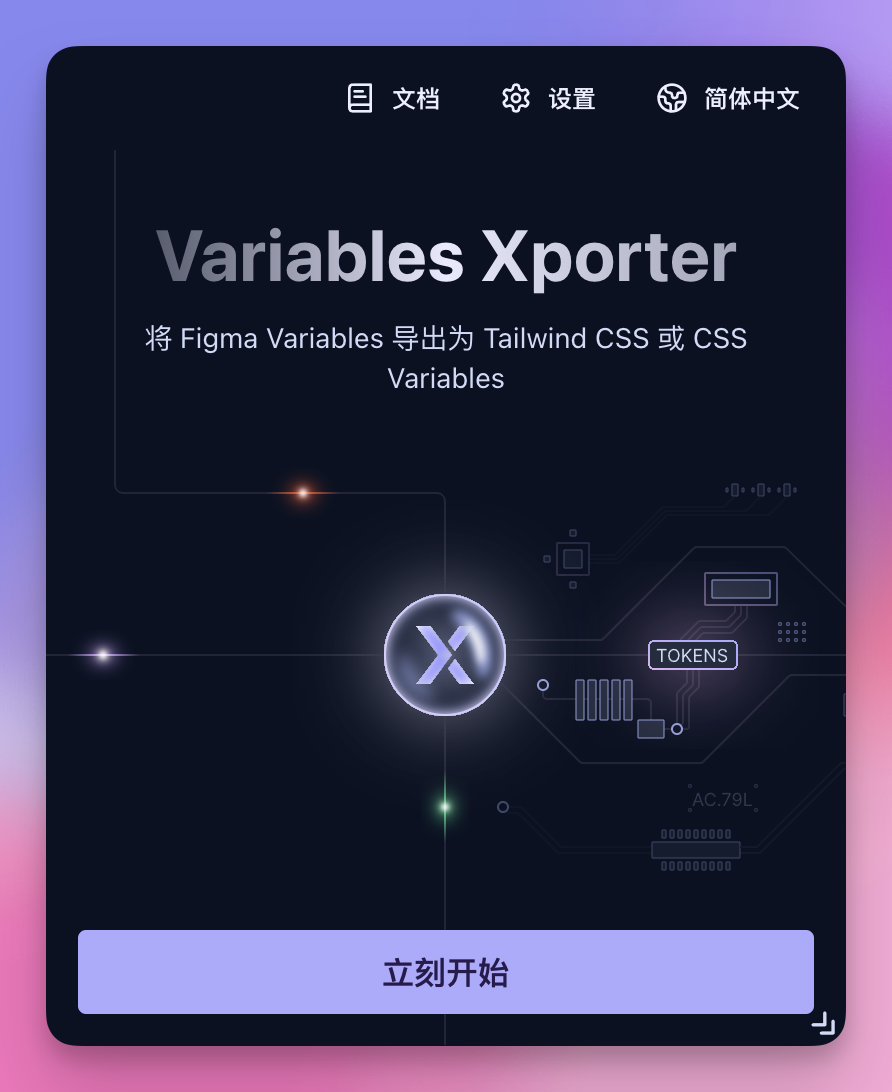 文档 设置 简体中文
Variables Xporter
将 Figma Variables 导出为 Tailwind CSS 或 CSS
Variables
X
TOKENS
AC.79L
立刻开始